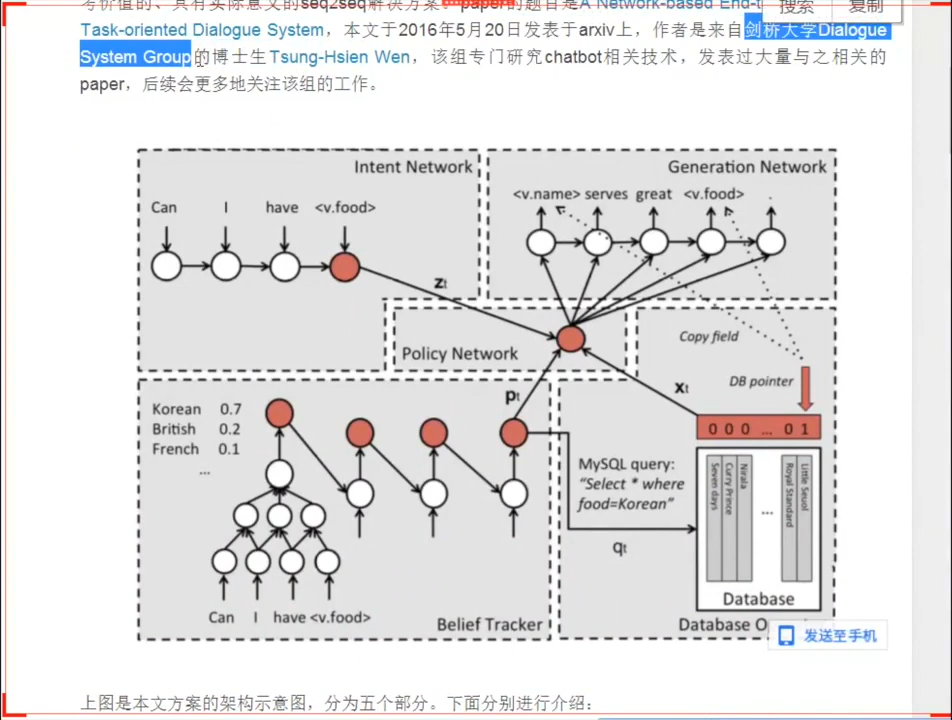 考价值的、具有实际意义的seq2seq解决方案。paper的题目是A Network-based End-t
搜索 复制
Task-oriented Dialogue System，本文于2016年5月20日发表于arxiv上，作者是来自剑桥大学Dialogue
System Group的博士生Tsung-Hsien Wen，该组专门研究chatbot相关技术，发表过大量与之相关的
paper，后续会更多地关注该组的工作。
Intent Network
Can I have <v.food>
Generation Network
<v.name> serves great <v.food> .
zt
Policy Network
Copy field
DB pointer
xt
pt
0 0 0 ... 0 1
Korean 0.7
British 0.2
French 0.1
...
MySQL query:
“Select * where
food=Korean”
qt
Seven days
Curry Prince
Nirala
...
Royal Standard
Little Seuol
Database
Can I have <v.food>
Belief Tracker
Database O
发送至手机
上图是本文方案的架构示意图，分为五个部分。下面分别进行介绍：